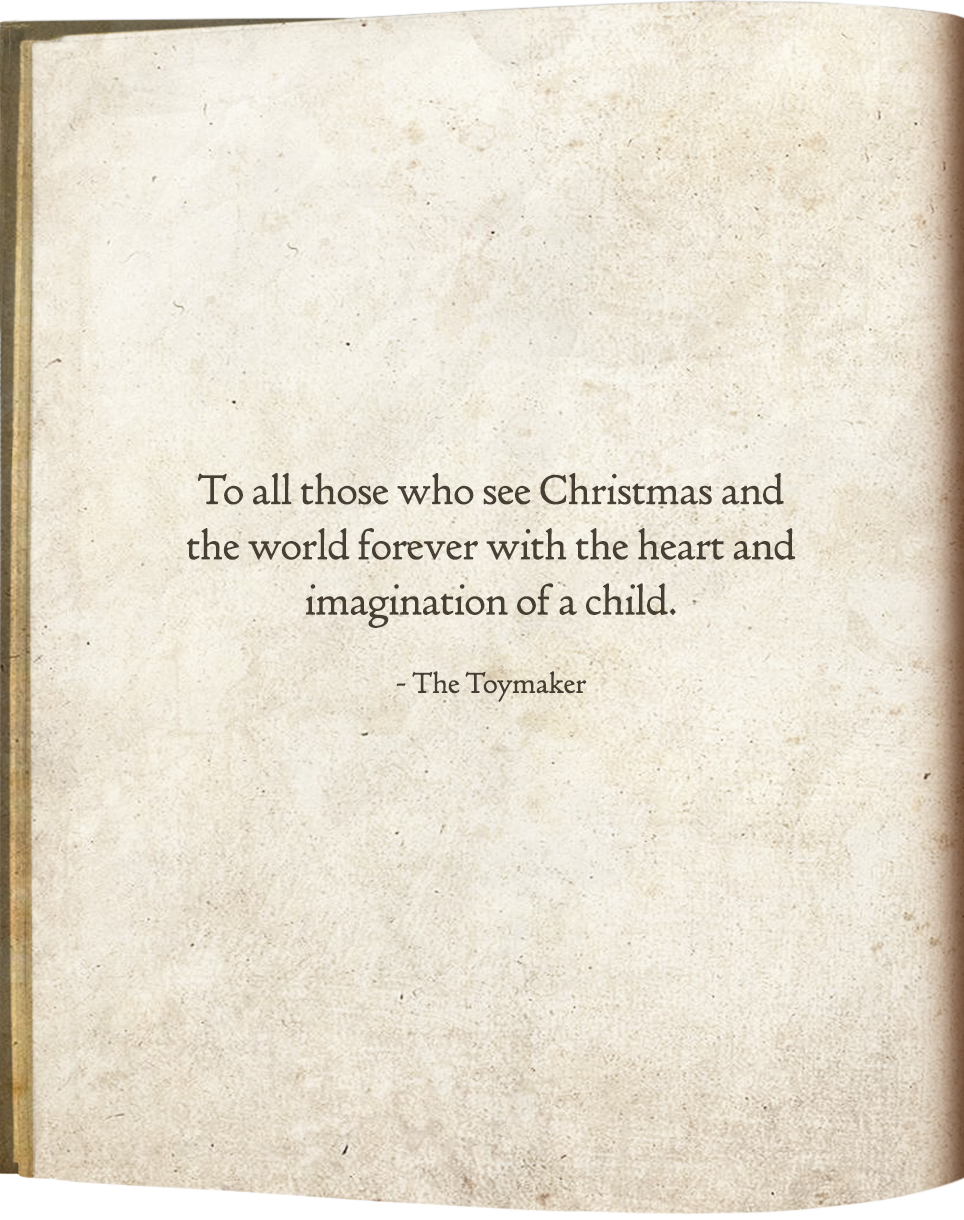 To all those who see Christmas and
the world forever with the heart and
imagination of a child.
- The Toymaker